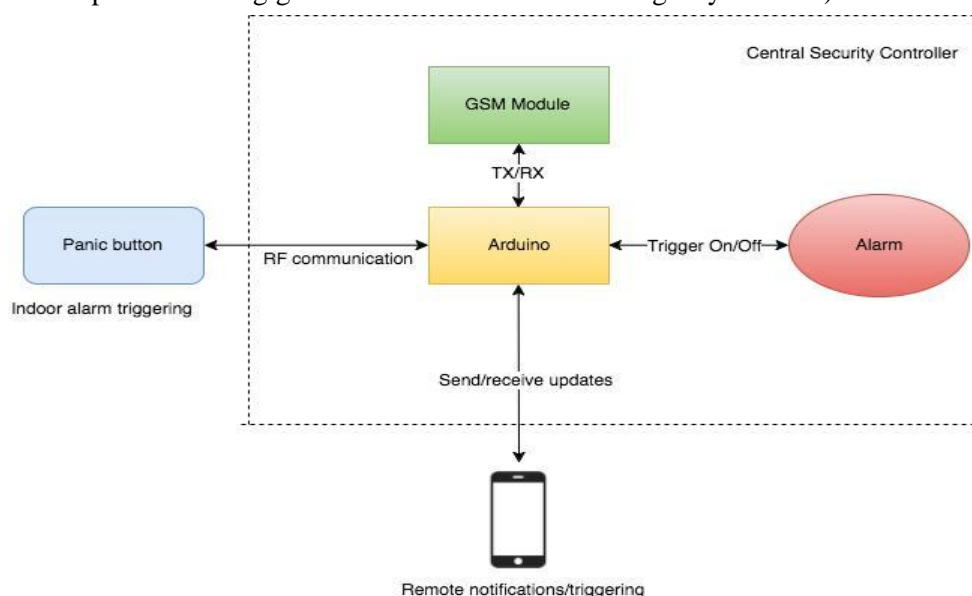 Central Security Controller
GSM Module
TX/RX
Panic button
RF communication
Arduino
Trigger On/Off
Alarm
Indoor alarm triggering
Send/receive updates
Remote notifications/triggering